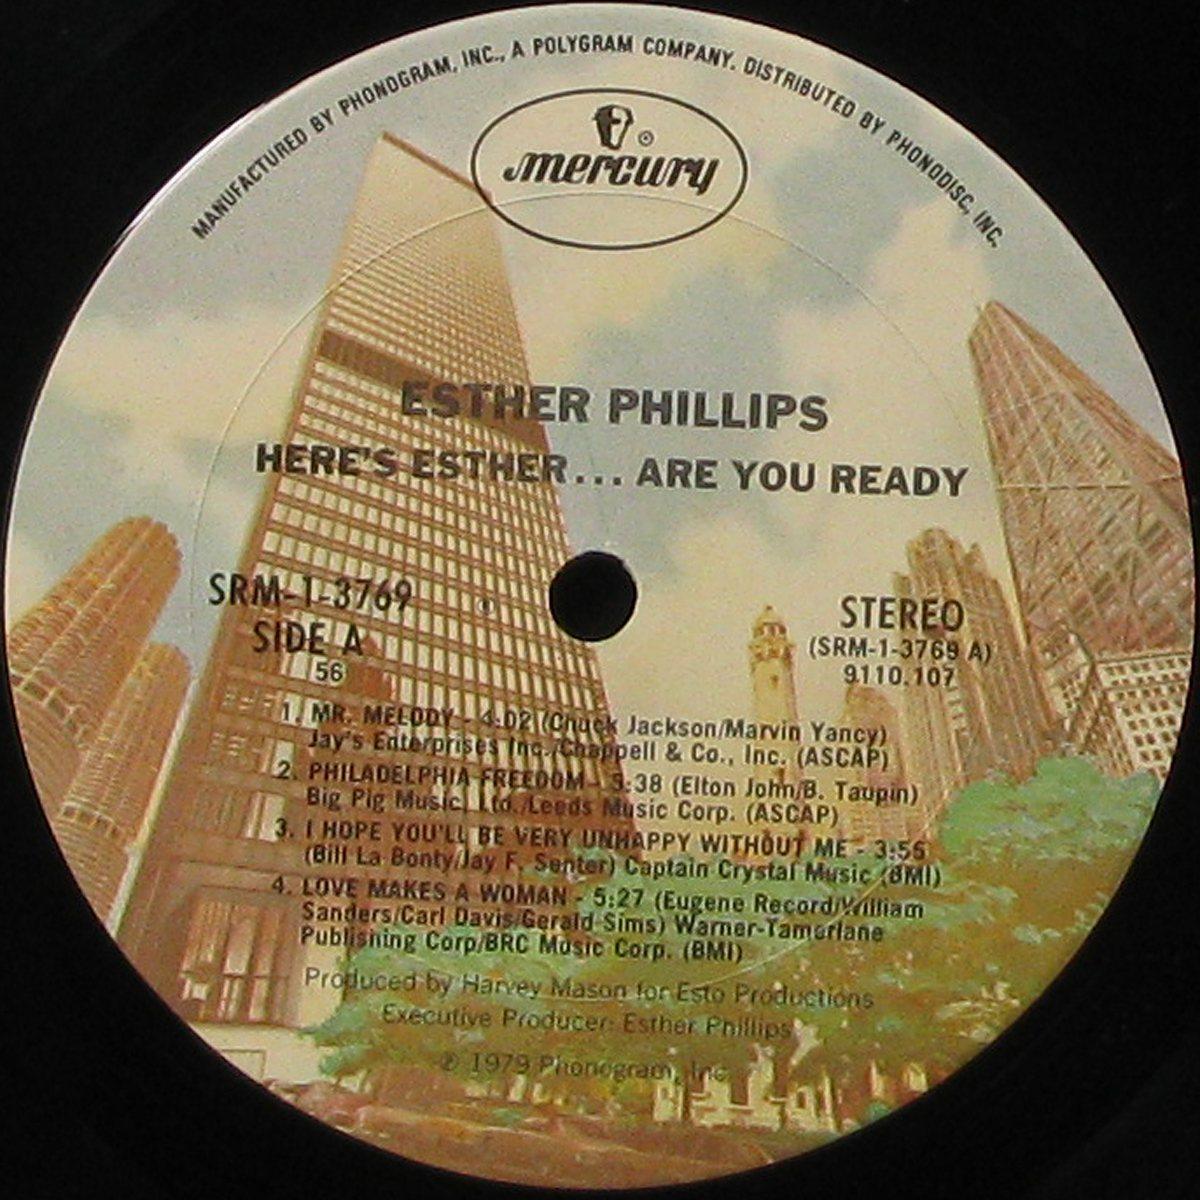 MANUFACTURED BY PHONOGRAM, INC., A POLYGRAM COMPANY. DISTRIBUTED BY PHONODISC, INC.
mercury
ESTHER PHILLIPS
HERE'S ESTHER... ARE YOU READY
SRM-1-3769
SIDE A
56
STEREO
(SRM-1-3769 A)
9110.107
1. MR. MELODY - 4:02 (Chuck Jackson/Marvin Yancy)
Jay's Enterprises Inc./Chappell & Co., Inc. (ASCAP)
2. PHILADELPHIA FREEDOM - 5:38 (Elton John/B. Taupin)
Big Pig Music, Ltd./Leeds Music Corp. (ASCAP)
3. I HOPE YOU'LL BE VERY UNHAPPY WITHOUT ME - 3:56
(Bill La Bonty/Jay F. Senter) Captain Crystal Music (BMI)
4. LOVE MAKES A WOMAN - 5:27 (Eugene Record/William
Sanders/Carl Davis/Gerald Sims) Warner-Tamerlane
Publishing Corp/BRC Music Corp. (BMI)
Produced by Harvey Mason for Esto Productions
Executive Producer: Esther Phillips
℗ 1979 Phonogram, Inc.